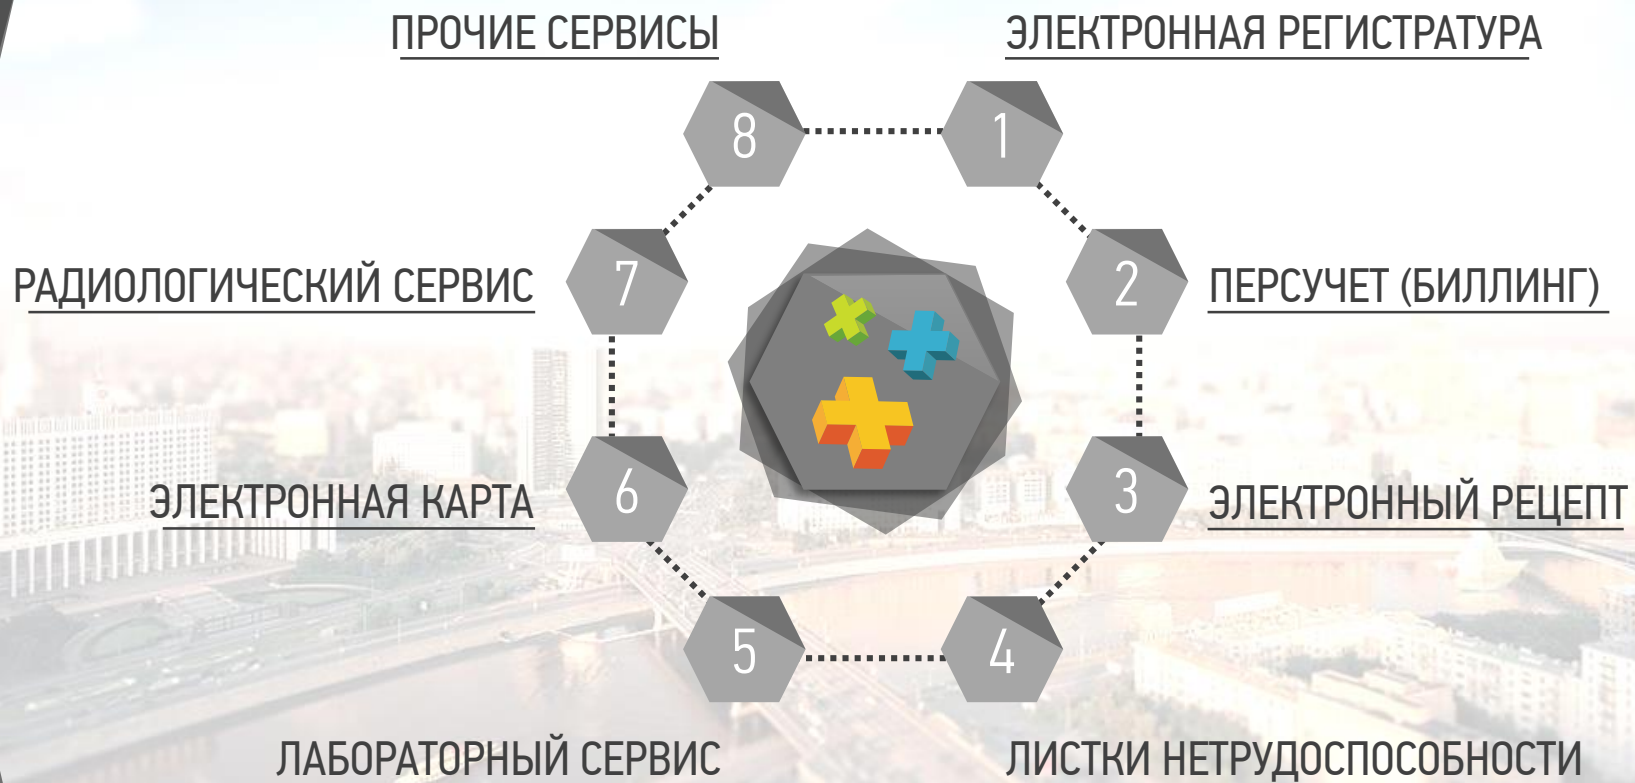 ПРОЧИЕ СЕРВИСЫ
ЭЛЕКТРОННАЯ РЕГИСТРАТУРА
8
1
РАДИОЛОГИЧЕСКИЙ СЕРВИС
7
2
ПЕРСУЧЕТ (БИЛЛИНГ)
ЭЛЕКТРОННАЯ КАРТА
6
3
ЭЛЕКТРОННЫЙ РЕЦЕПТ
5
4
ЛАБОРАТОРНЫЙ СЕРВИС
ЛИСТКИ НЕТРУДОСПОСОБНОСТИ